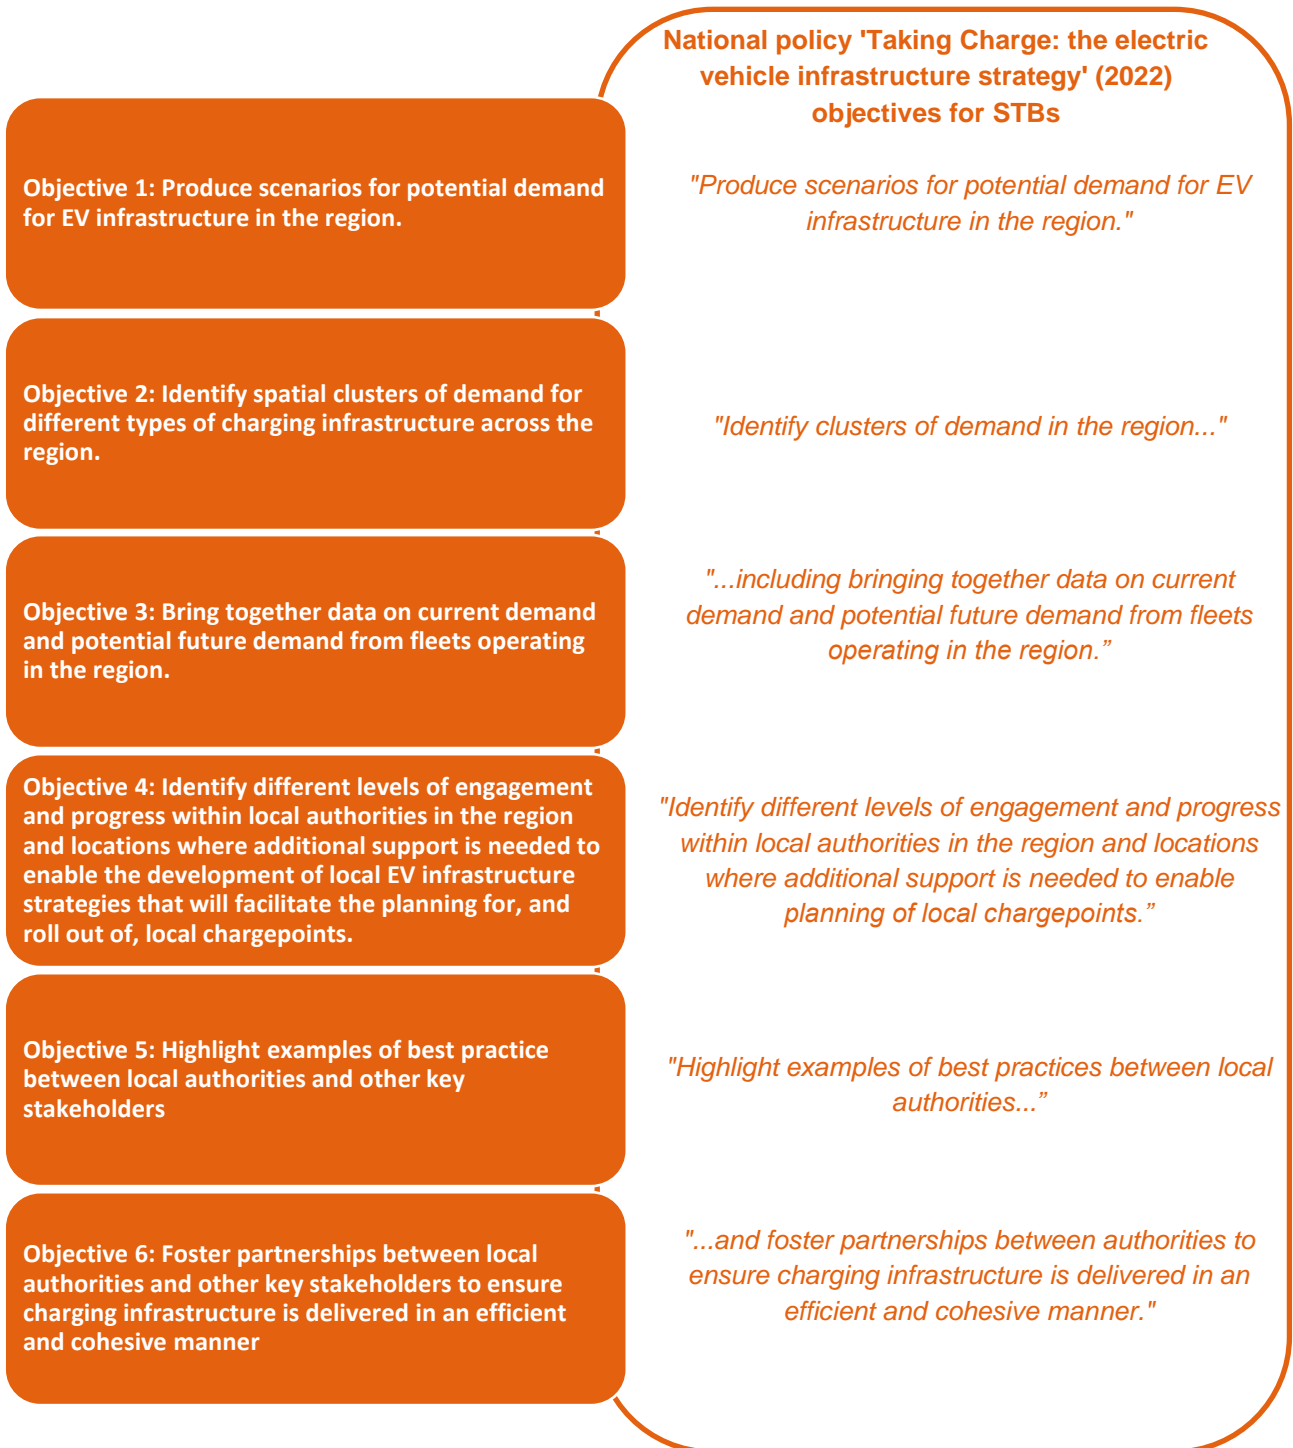 National policy 'Taking Charge: the electric
vehicle infrastructure strategy' (2022)
objectives for STBs
Objective 1: Produce scenarios for potential demand
for EV infrastructure in the region.
"Produce scenarios for potential demand for EV
infrastructure in the region."
Objective 2: Identify spatial clusters of demand for
different types of charging infrastructure across the
region.
"Identify clusters of demand in the region..."
Objective 3: Bring together data on current demand
and potential future demand from fleets operating
in the region.
"...including bringing together data on current
demand and potential future demand from fleets
operating in the region.”
Objective 4: Identify different levels of engagement
and progress within local authorities in the region
and locations where additional support is needed to
enable the development of local EV infrastructure
strategies that will facilitate the planning for, and
roll out of, local chargepoints.
"Identify different levels of engagement and progress
within local authorities in the region and locations
where additional support is needed to enable
planning of local chargepoints.”
Objective 5: Highlight examples of best practice
between local authorities and other key
stakeholders
"Highlight examples of best practices between local
authorities...”
Objective 6: Foster partnerships between local
authorities and other key stakeholders to ensure
charging infrastructure is delivered in an efficient
and cohesive manner
"...and foster partnerships between authorities to
ensure charging infrastructure is delivered in an
efficient and cohesive manner."